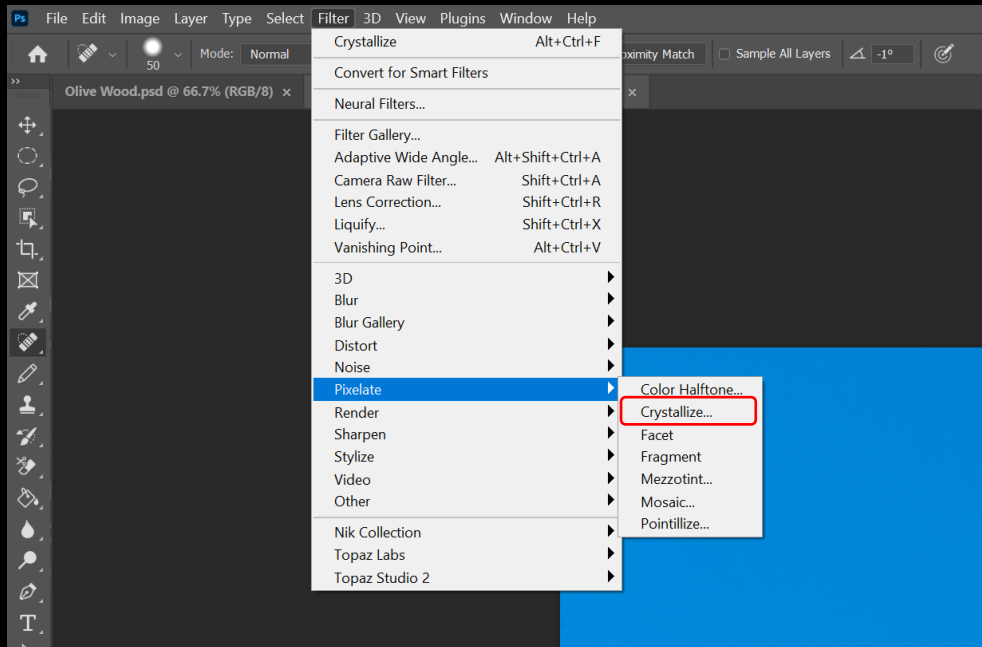 Ps File Edit Image Layer Type Select Filter 3D View Plugins Window Help
50 Mode: Normal oximity Match Sample All Layers -1°
Olive Wood.psd @ 66.7% (RGB/8) × ×
Crystallize Alt+Ctrl+F
Convert for Smart Filters
Neural Filters...
Filter Gallery...
Adaptive Wide Angle... Alt+Shift+Ctrl+A
Camera Raw Filter... Shift+Ctrl+A
Lens Correction... Shift+Ctrl+R
Liquify... Shift+Ctrl+X
Vanishing Point... Alt+Ctrl+V
3D
Blur
Blur Gallery
Distort
Noise
Pixelate
Render
Sharpen
Stylize
Video
Other
Nik Collection
Topaz Labs
Topaz Studio 2
Color Halftone...
Crystallize...
Facet
Fragment
Mezzotint...
Mosaic...
Pointillize...
T